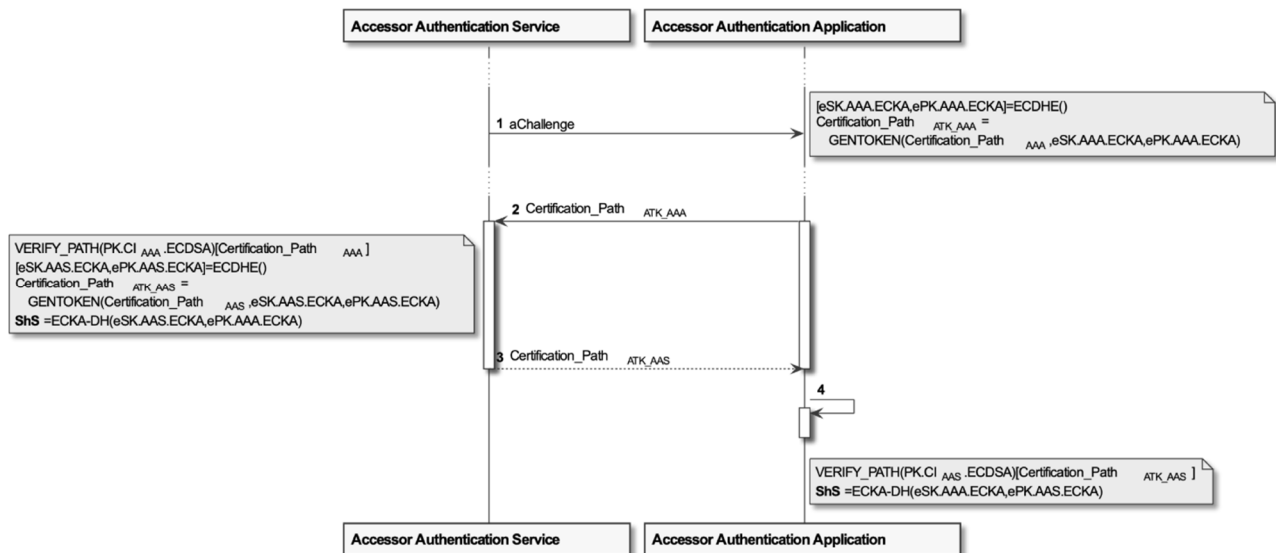 Accessor Authentication Service
Accessor Authentication Application
[eSK.AAA.ECKA,ePK.AAA.ECKA]=ECDHE()
Certification_Path ATK_AAA =
GENTOKEN(Certification_Path AAA ,eSK.AAA.ECKA,ePK.AAA.ECKA)
1 aChallenge
2 Certification_Path ATK_AAA
VERIFY_PATH(PK.CI AAA .ECDSA)[Certification_Path AAA ]
[eSK.AAS.ECKA,ePK.AAS.ECKA]=ECDHE()
Certification_Path ATK_AAS =
GENTOKEN(Certification_Path AAS ,eSK.AAS.ECKA,ePK.AAS.ECKA)
ShS =ECKA-DH(eSK.AAS.ECKA,ePK.AAA.ECKA)
3 Certification_Path ATK_AAS
4
VERIFY_PATH(PK.CI AAS .ECDSA)[Certification_Path ATK_AAS ]
ShS =ECKA-DH(eSK.AAA.ECKA,ePK.AAS.ECKA)
Accessor Authentication Service
Accessor Authentication Application